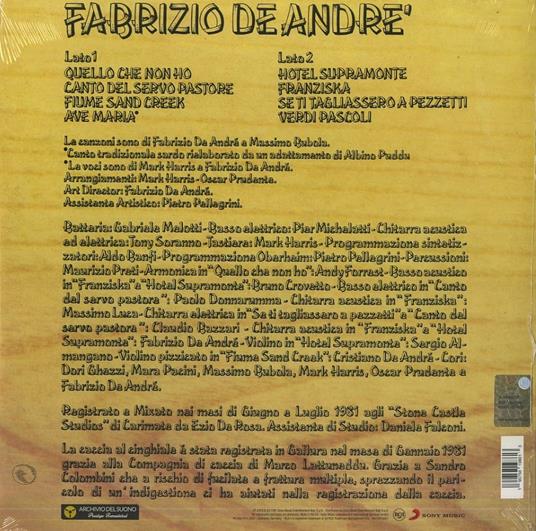 FABRIZIO DE ANDRE'
Lato 1
QUELLO CHE NON HO
CANTO DEL SERVO PASTORE
FIUME SAND CREEK
AVE MARIA*
Lato 2
HOTEL SUPRAMONTE
FRANZISKA
SE TI TAGLIASSERO A PEZZETTI
VERDI PASCOLI
Le canzoni sono di Fabrizio De André e Massimo Bubola.
*Canto tradizionale sardo rielaborato da un adattamento di Albino Puddu
*Le voci sono di Mark Harris e Fabrizio De André.
Arrangiamenti: Mark Harris - Oscar Prudente.
Art Director: Fabrizio De André.
Assistente Artistico: Pietro Pellegrini.
Batteria: Gabriele Melotti - Basso elettrico: Pier Michelatti - Chitarra acustica
ed elettrica: Tony Soranno - Tastiere: Mark Harris - Programmazione sintetiz-
zatori: Aldo Banfi - Programmazione Oberheim: Pietro Pellegrini - Percussioni:
Maurizio Preti - Armonica in "Quello che non ho": Andy Forrest - Basso acustico
in "Franziska" e "Hotel Supramonte": Bruno Crovetto - Basso elettrico in "Canto
del servo pastore": Paolo Donnarumma - Chitarra acustica in "Franziska":
Massimo Luca - Chitarra elettrica in "Se ti tagliassero a pezzetti" e "Canto del
servo pastore": Claudio Bazzari - Chitarra acustica in "Franziska" e "Hotel
Supramonte": Fabrizio De André - Violino in "Hotel Supramonte": Sergio Al-
mangano - Violino pizzicato in "Fiume Sand Creek": Cristiano De André - Cori:
Dori Ghezzi, Mara Pacini, Massimo Bubola, Mark Harris, Oscar Prudente e
Fabrizio De André.
Registrato e Mixato nei mesi di Giugno e Luglio 1981 agli "Stone Castle
Studios" di Carimate da Ezio De Rosa. Assistente di Studio: Daniele Falconi.
La caccia al cinghiale é stata registrata in Gallura nel mese di Gennaio 1981
grazie alla Compagnia di caccia di Marco Lattuneddu. Grazie a Sandro
Colombini che a rischio di fucilate e fratture multiple, sprezzando il peri-
colo di un'indigestione ci ha aiutati nella registrazione della caccia.
ARCHIVIO DEL SUONO
Prestige Remastered
RCA
SONY MUSIC